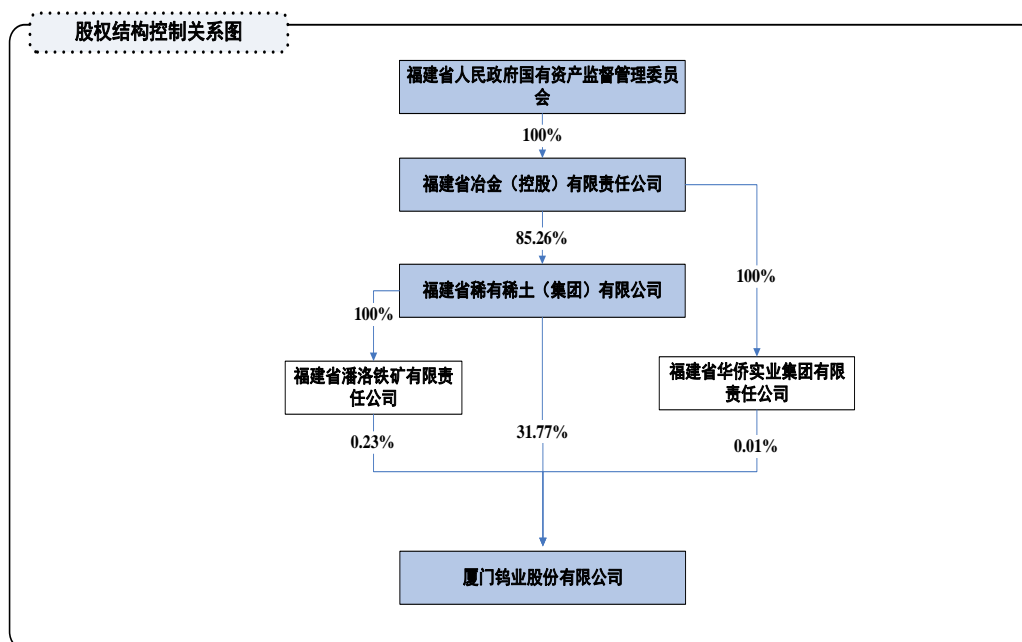 股权结构控制关系图
福建省人民政府国有资产监督管理委员
会
100%
福建省冶金（控股）有限责任公司
85.26%
100%
福建省稀有稀土（集团）有限公司
100%
福建省潘洛铁矿有限责
任公司
福建省华侨实业集团有限
责任公司
0.23%
31.77%
0.01%
厦门钨业股份有限公司